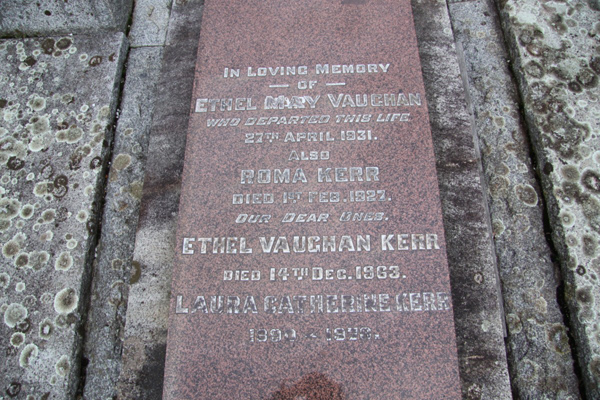 In Loving Memory
— of —
Ethel Mary Vaughan
who departed this life
27th April 1931.
Also
Roma Kerr
Died 1st Feb. 1927.
Our Dear Ones.
Ethel Vaughan Kerr
Died 14th Dec. 1963.
Laura Catherine Kerr